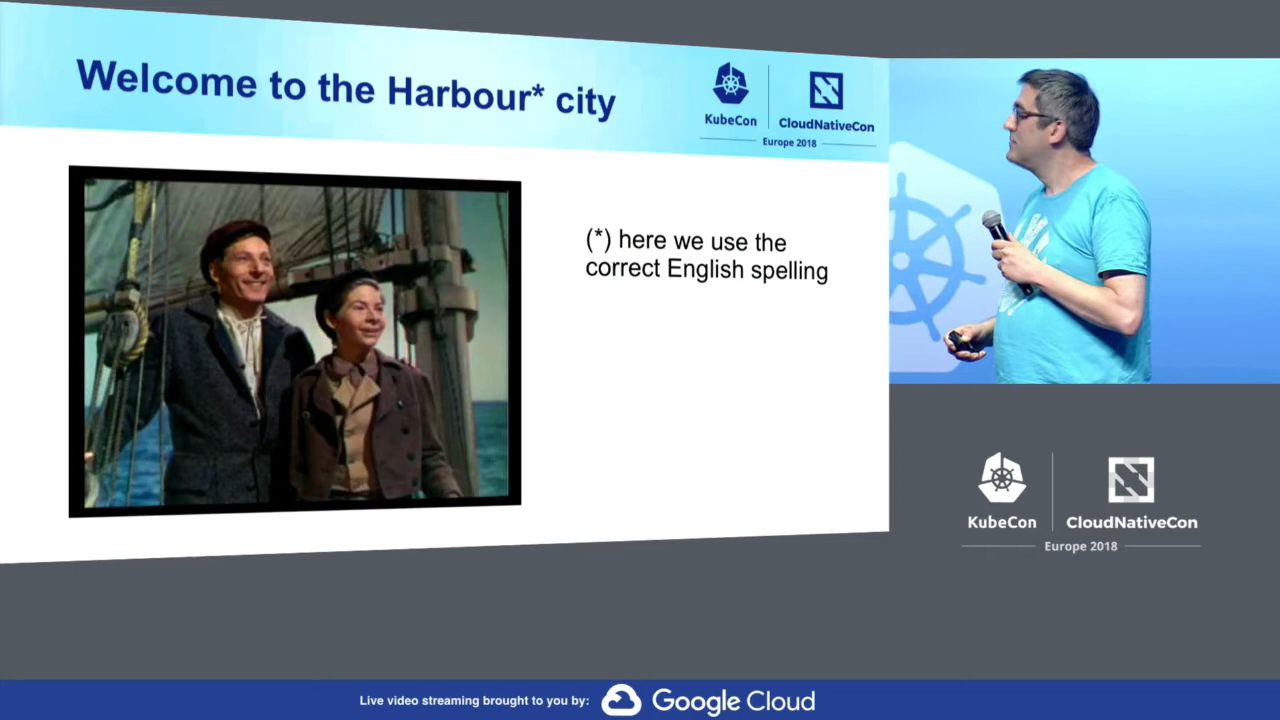 Welcome to the Harbour* city
KubeCon
CloudNativeCon
Europe 2018
(*) here we use the
correct English spelling
KubeCon
CloudNativeCon
Europe 2018
Live video streaming brought to you by:
Google Cloud